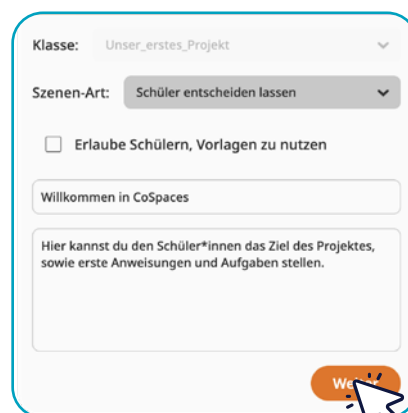 Klasse: Unser_erstes_Projekt
Szenen-Art: Schüler entscheiden lassen
Erlaube Schülern, Vorlagen zu nutzen
Willkommen in CoSpaces
Hier kannst du den Schüler*innen das Ziel des Projektes,
sowie erste Anweisungen und Aufgaben stellen.